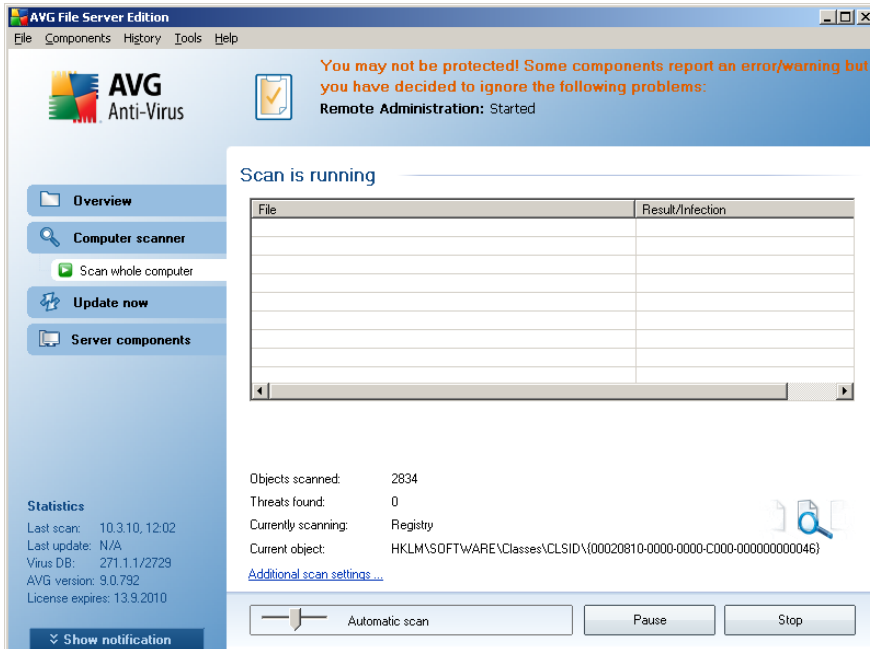 AVG File Server Edition
File Components History Tools Help
AVG
Anti-Virus
You may not be protected! Some components report an error/warning but
you have decided to ignore the following problems:
Remote Administration: Started
Overview
Computer scanner
Scan whole computer
Update now
Server components
Scan is running
File Result/Infection
Objects scanned: 2834
Threats found: 0
Currently scanning: Registry
Current object: HKLM\SOFTWARE\Classes\CLSID\{00020810-0000-0000-C000-000000000046}
Additional scan settings ...
Statistics
Last scan: 10.3.10, 12:02
Last update: N/A
Virus DB: 271.1.1/2729
AVG version: 9.0.792
License expires: 13.9.2010
Show notification
Automatic scan
Pause
Stop